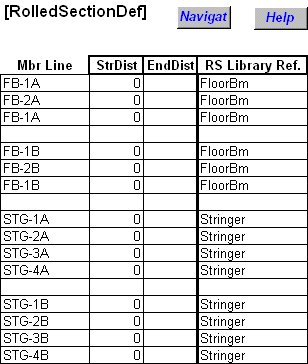 [RolledSectionDef] Navigat Help
Mbr Line StrDist EndDist RS Library Ref.
FB-1A 0 FloorBm
FB-2A 0 FloorBm
FB-1A 0 FloorBm
FB-1B 0 FloorBm
FB-2B 0 FloorBm
FB-1B 0 FloorBm
STG-1A 0 Stringer
STG-2A 0 Stringer
STG-3A 0 Stringer
STG-4A 0 Stringer
STG-1B 0 Stringer
STG-2B 0 Stringer
STG-3B 0 Stringer
STG-4B 0 Stringer